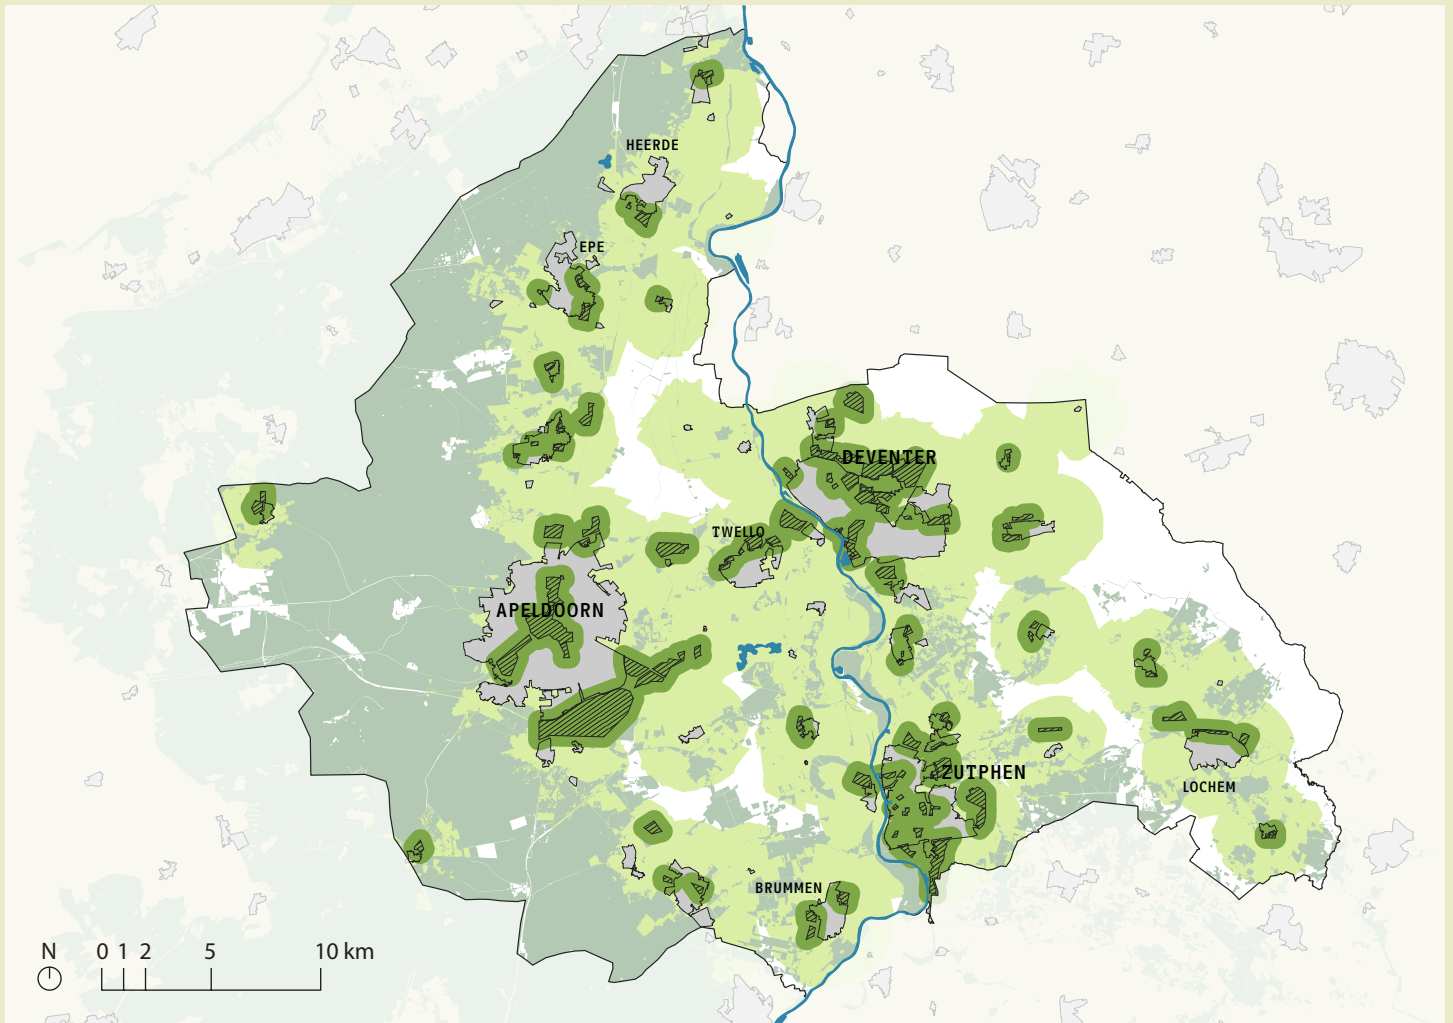 HEERDE
EPE
DEVENTER
TWELLO
APELDOORN
ZUTPHEN
LOCHEM
BRUMMEN
N 0 1 2 5 10 km